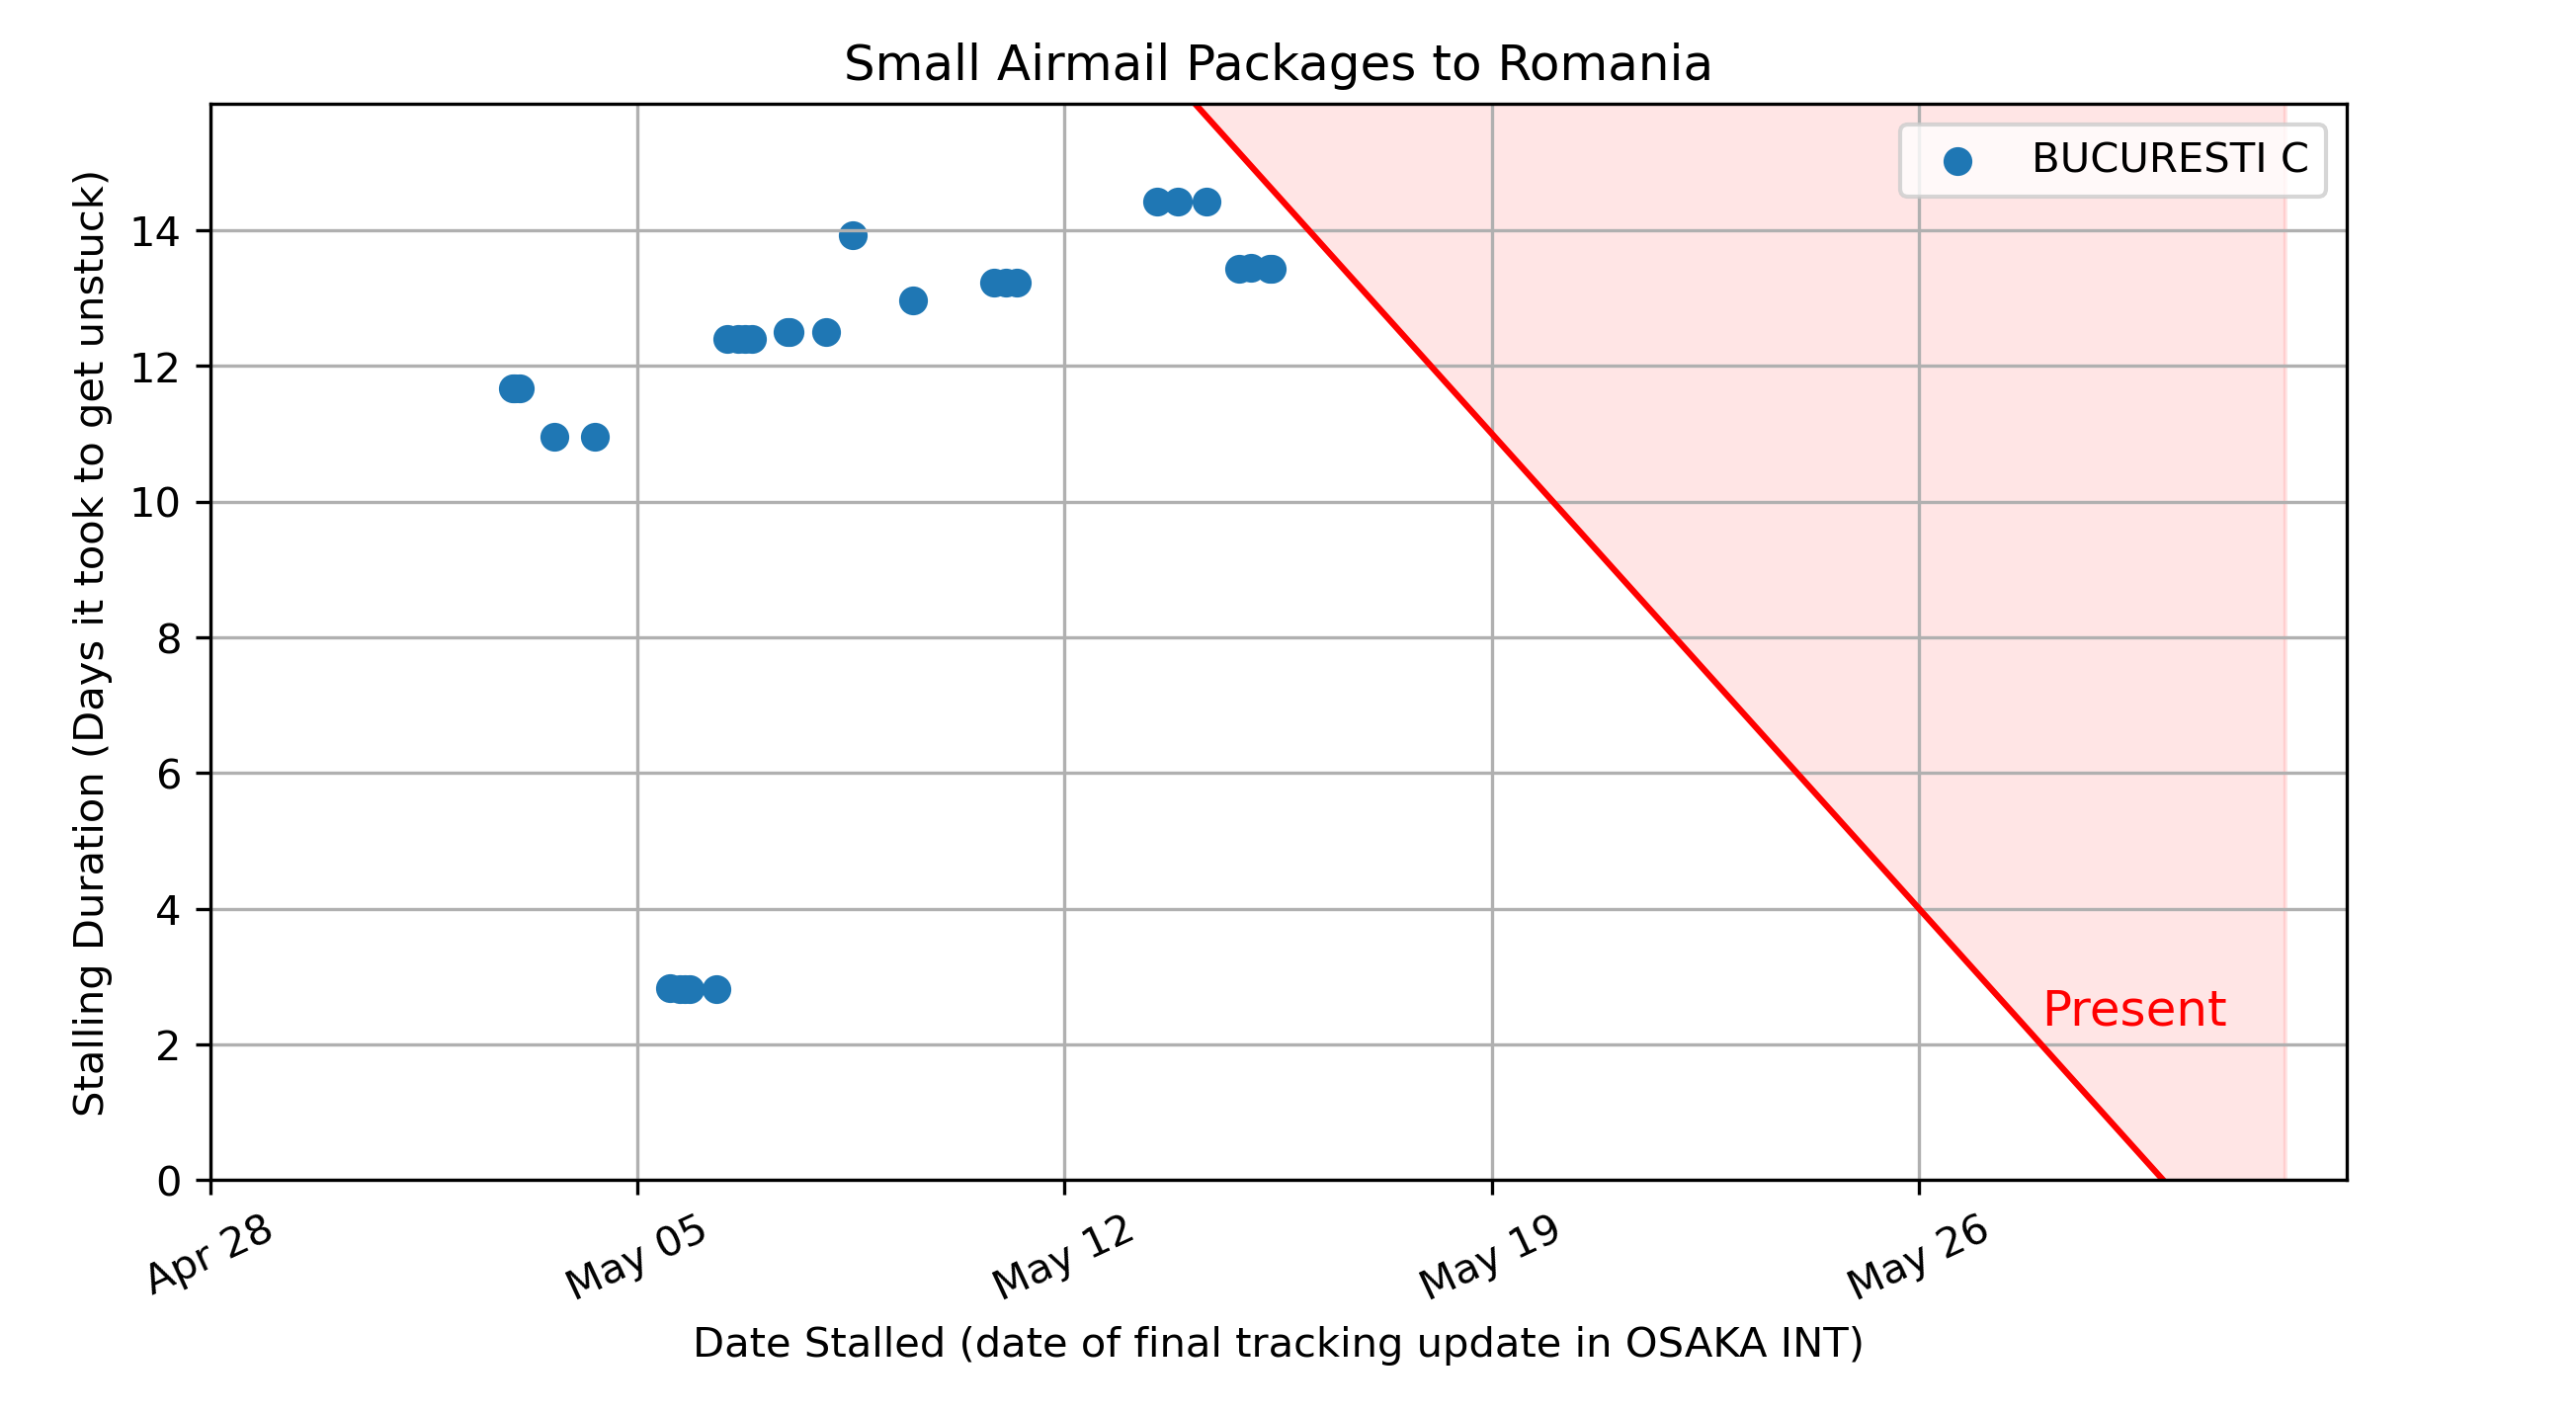 Small Airmail Packages to Romania
BUCURESTI C
Stalling Duration (Days it took to get unstuck)
14
12
10
8
6
4
2
0
Present
Apr 28
May 05
May 12
May 19
May 26
Date Stalled (date of final tracking update in OSAKA INT)